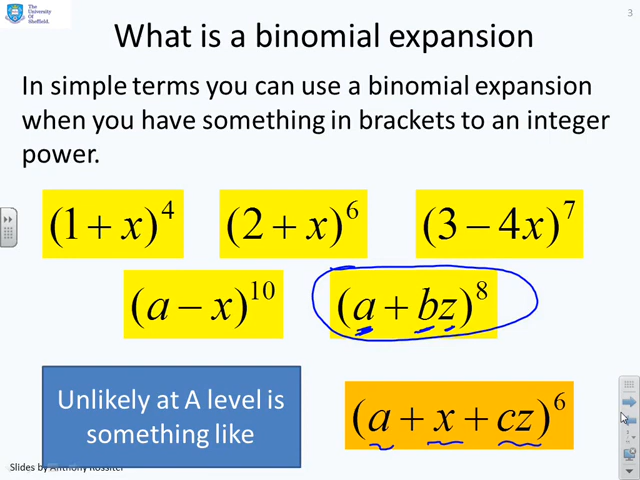 The
University
Of
Sheffield.
3
What is a binomial expansion
In simple terms you can use a binomial expansion
when you have something in brackets to an integer
power.
(1 + x)⁴ (2 + x)⁶ (3 − 4x)⁷
(a − x)¹⁰ (a + bz)⁸
Unlikely at A level is
something like
(a + x + cz)⁶
Slides by Anthony Rossiter